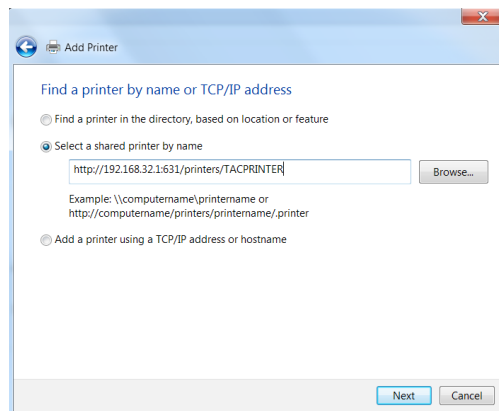 Add Printer
Find a printer by name or TCP/IP address
Find a printer in the directory, based on location or feature
Select a shared printer by name
http://192.168.32.1:631/printers/TACPRINTER
Browse...
Example: \\computername\printername or
http://computername/printers/printername/.printer
Add a printer using a TCP/IP address or hostname
Next
Cancel